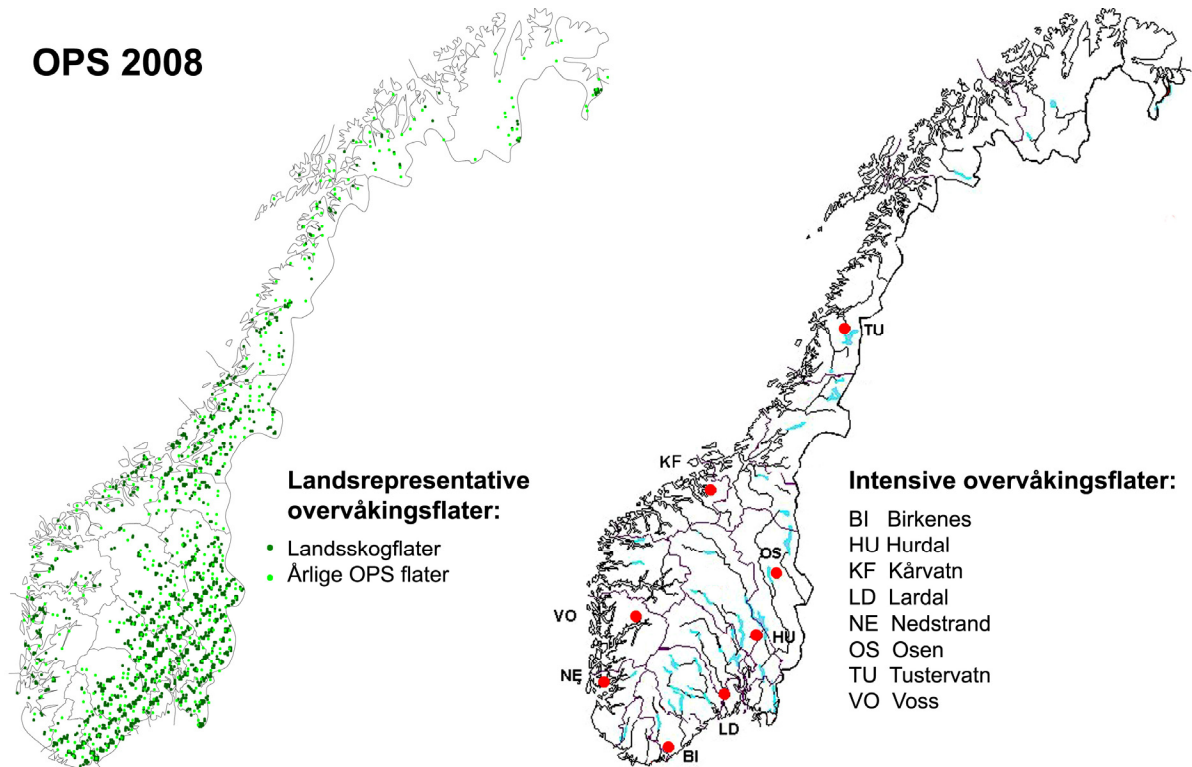 OPS 2008
Landsrepresentative
overvåkingsflater:
Landsskogflater
Årlige OPS flater
TU
KF
OS
VO
HU
NE
LD
BI
Intensive overvåkingsflater:
BI Birkenes
HU Hurdal
KF Kårvatn
LD Lardal
NE Nedstrand
OS Osen
TU Tustervatn
VO Voss